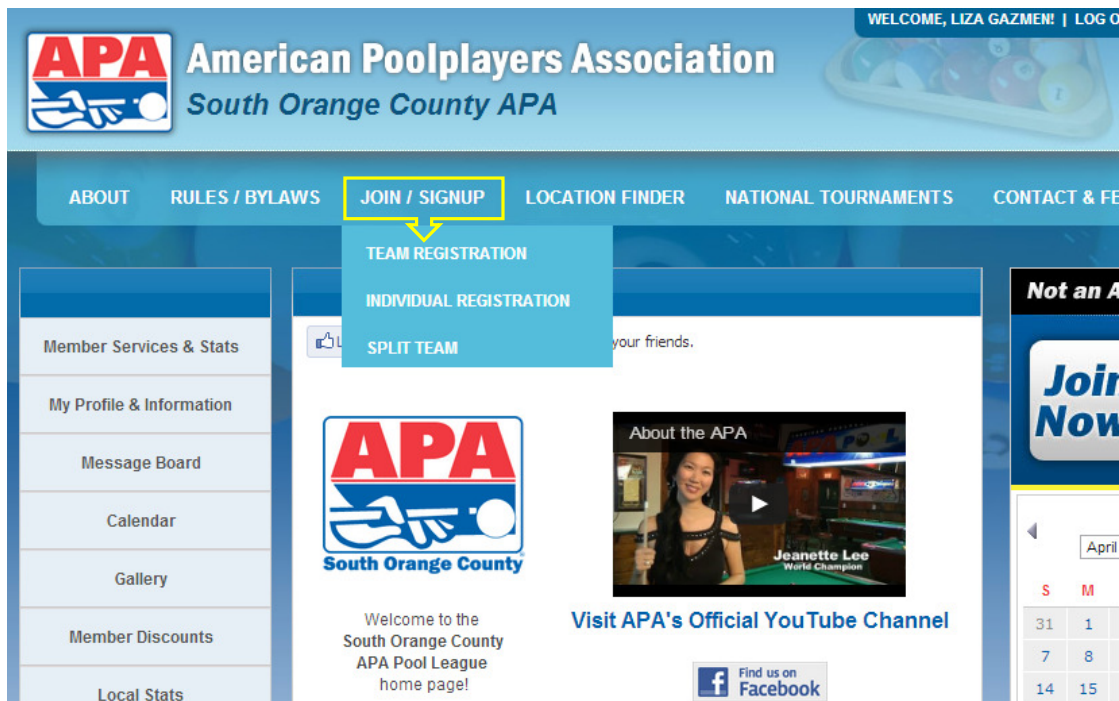 WELCOME, LIZA GAZMEN! | LOG O
APA
American Poolplayers Association
South Orange County APA
ABOUT RULES / BYLAWS JOIN / SIGNUP LOCATION FINDER NATIONAL TOURNAMENTS CONTACT & FE
TEAM REGISTRATION
INDIVIDUAL REGISTRATION
SPLIT TEAM
Member Services & Stats
My Profile & Information
Message Board
Calendar
Gallery
Member Discounts
Local Stats
L
your friends.
APA
South Orange County
Welcome to the
South Orange County
APA Pool League
home page!
About the APA
Jeanette Lee
World Champion
Visit APA's Official YouTube Channel
Find us on
Facebook
Not an A
Join
Now
April
S M
31 1
7 8
14 15